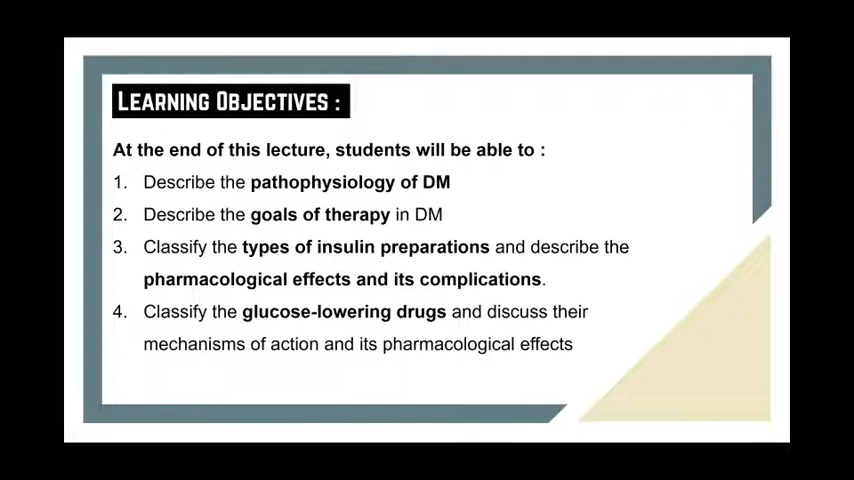 LEARNING OBJECTIVES :
At the end of this lecture, students will be able to :
1. Describe the pathophysiology of DM
2. Describe the goals of therapy in DM
3. Classify the types of insulin preparations and describe the
pharmacological effects and its complications.
4. Classify the glucose-lowering drugs and discuss their
mechanisms of action and its pharmacological effects